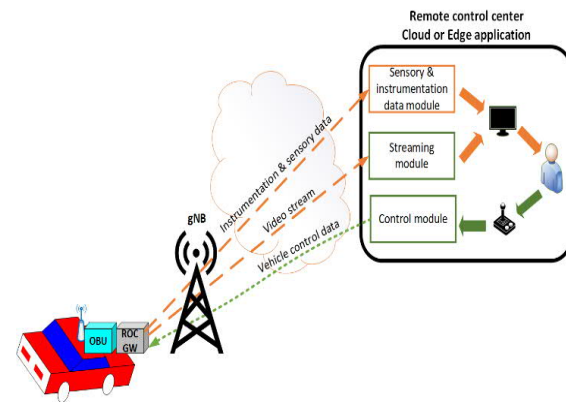 Remote control center
Cloud or Edge application
Sensory &
instrumentation
data module
Streaming
module
Control module
Instrumentation & sensory data
Video stream
Vehicle control data
gNB
OBU
ROC
GW